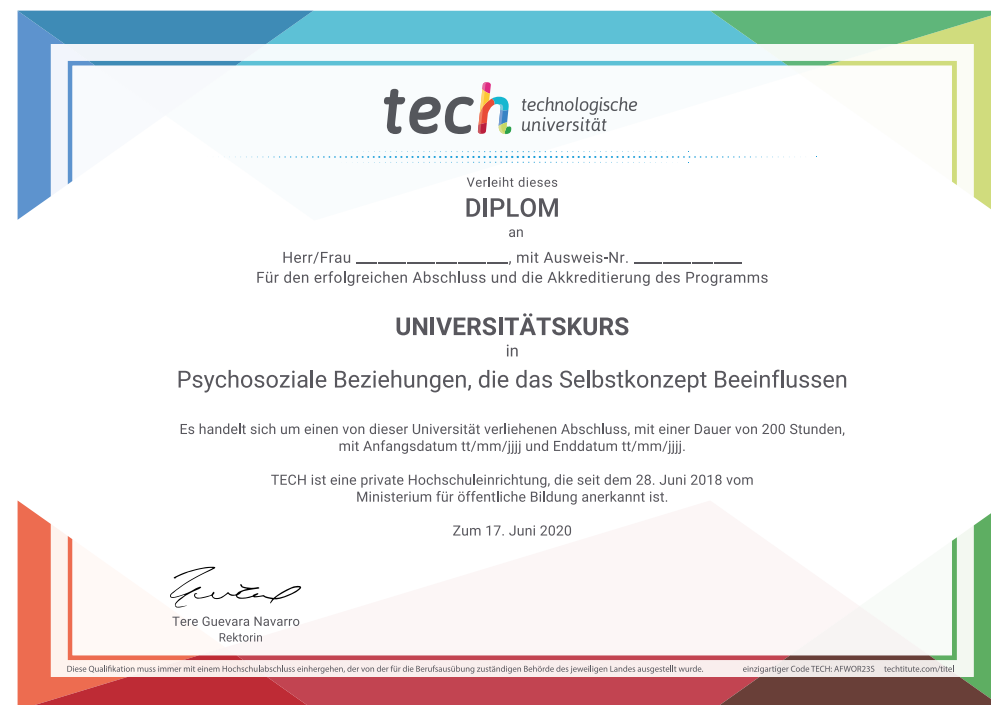 tech technologische
universität
Verleiht dieses
DIPLOM
an
Herr/Frau ____________, mit Ausweis-Nr. ____________
Für den erfolgreichen Abschluss und die Akkreditierung des Programms
UNIVERSITÄTSKURS
in
Psychosoziale Beziehungen, die das Selbstkonzept Beeinflussen
Es handelt sich um einen von dieser Universität verliehenen Abschluss, mit einer Dauer von 200 Stunden,
mit Anfangsdatum tt/mm/jjjj und Enddatum tt/mm/jjjj.
TECH ist eine private Hochschuleinrichtung, die seit dem 28. Juni 2018 vom
Ministerium für öffentliche Bildung anerkannt ist.
Zum 17. Juni 2020
Tere Guevara Navarro
Rektorin
Diese Qualifikation muss immer mit einem Hochschulabschluss einhergehen, der von der für die Berufsausübung zuständigen Behörde des jeweiligen Landes ausgestellt wurde. einzigartiger Code TECH: AFWOR23S techtitute.com/titel